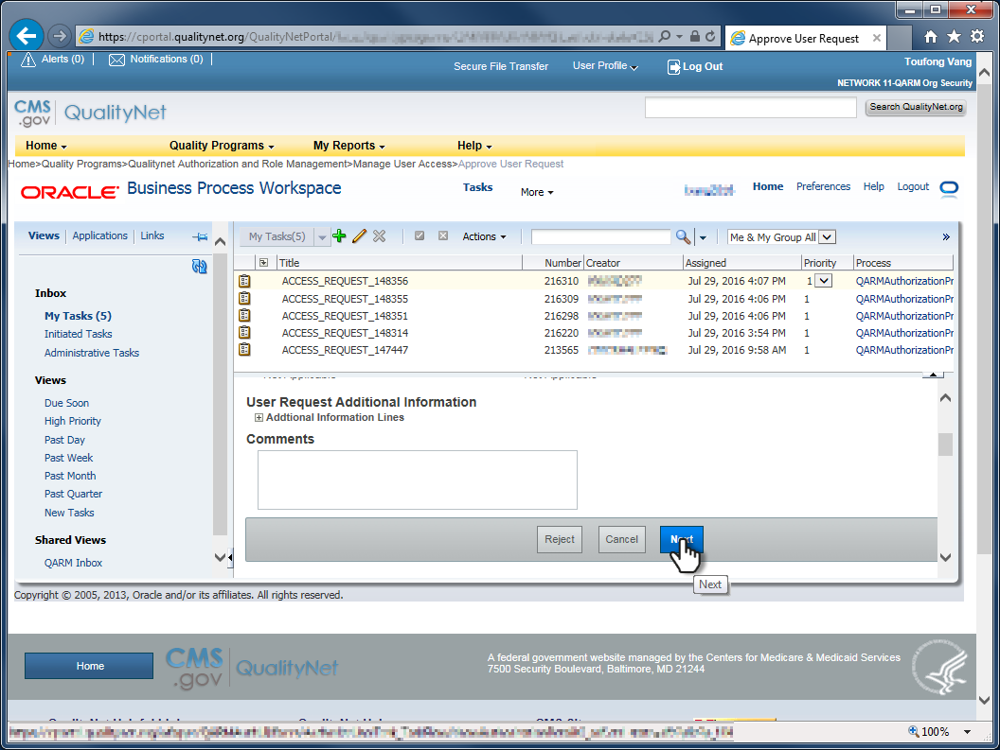 https://cportal.qualitynet.org/QualityNetPortal/
Approve User Request
Alerts (0)
Notifications (0)
Secure File Transfer
User Profile
Log Out
Toufong Vang
NETWORK 11-QARM Org Security
CMS
.gov
QualityNet
Search QualityNet.org
Home
Quality Programs
My Reports
Help
Home>Quality Programs>Qualitynet Authorization and Role Management>Manage User Access>Approve User Request
ORACLE Business Process Workspace
Tasks
More
Home
Preferences
Help
Logout
Views
Applications
Links
My Tasks(5)
Actions
Me & My Group All
»
Title
Number
Creator
Assigned
Priority
Process
ACCESS_REQUEST_148356 216310 Jul 29, 2016 4:07 PM 1 QARMAuthorizationPr
ACCESS_REQUEST_148355 216309 Jul 29, 2016 4:06 PM 1 QARMAuthorizationPr
ACCESS_REQUEST_148351 216298 Jul 29, 2016 4:06 PM 1 QARMAuthorizationPr
ACCESS_REQUEST_148314 216220 Jul 29, 2016 3:54 PM 1 QARMAuthorizationPr
ACCESS_REQUEST_147447 213565 Jul 29, 2016 9:58 AM 1 QARMAuthorizationPr
Inbox
My Tasks (5)
Initiated Tasks
Administrative Tasks
Views
Due Soon
High Priority
Past Day
Past Week
Past Month
Past Quarter
New Tasks
Shared Views
QARM Inbox
User Request Additional Information
Addtional Information Lines
Comments
Reject
Cancel
Next
Next
Copyright © 2005, 2013, Oracle and/or its affiliates. All rights reserved.
Home
CMS
.gov
QualityNet
A federal government website managed by the Centers for Medicare & Medicaid Services
7500 Security Boulevard, Baltimore, MD 21244
100%